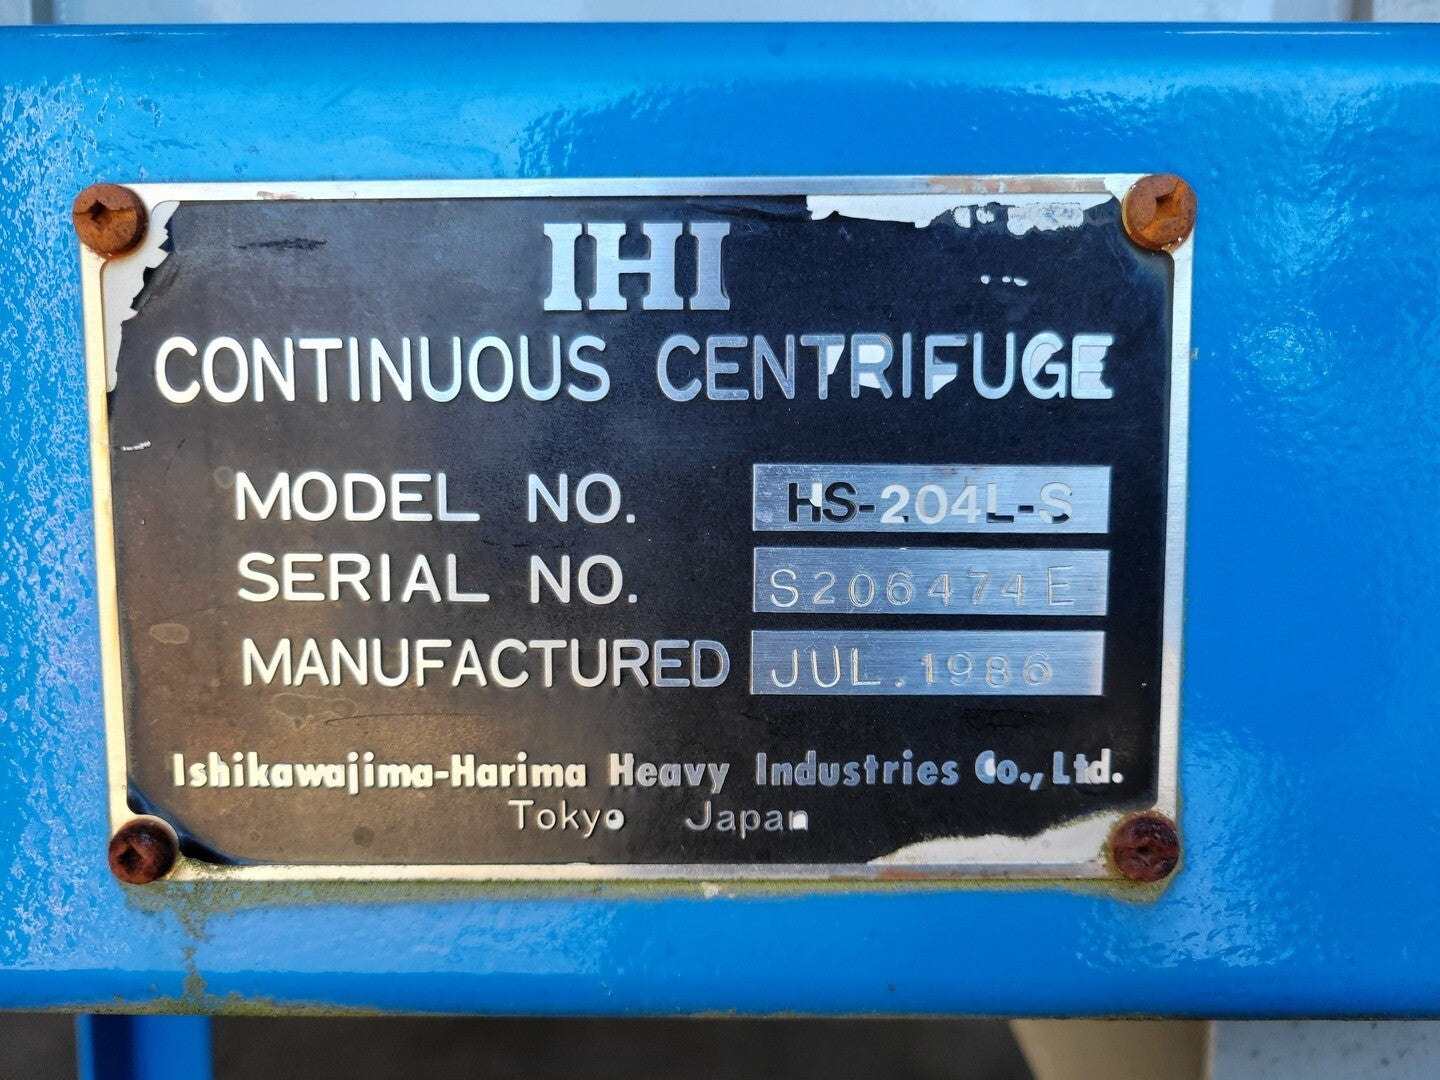 IHI
CONTINUOUS CENTRIFUGE
MODEL NO. HS-204L-S
SERIAL NO. S206474E
MANUFACTURED JUL. 1986
Ishikawajima-Harima Heavy Industries Co., Ltd.
Tokyo Japan